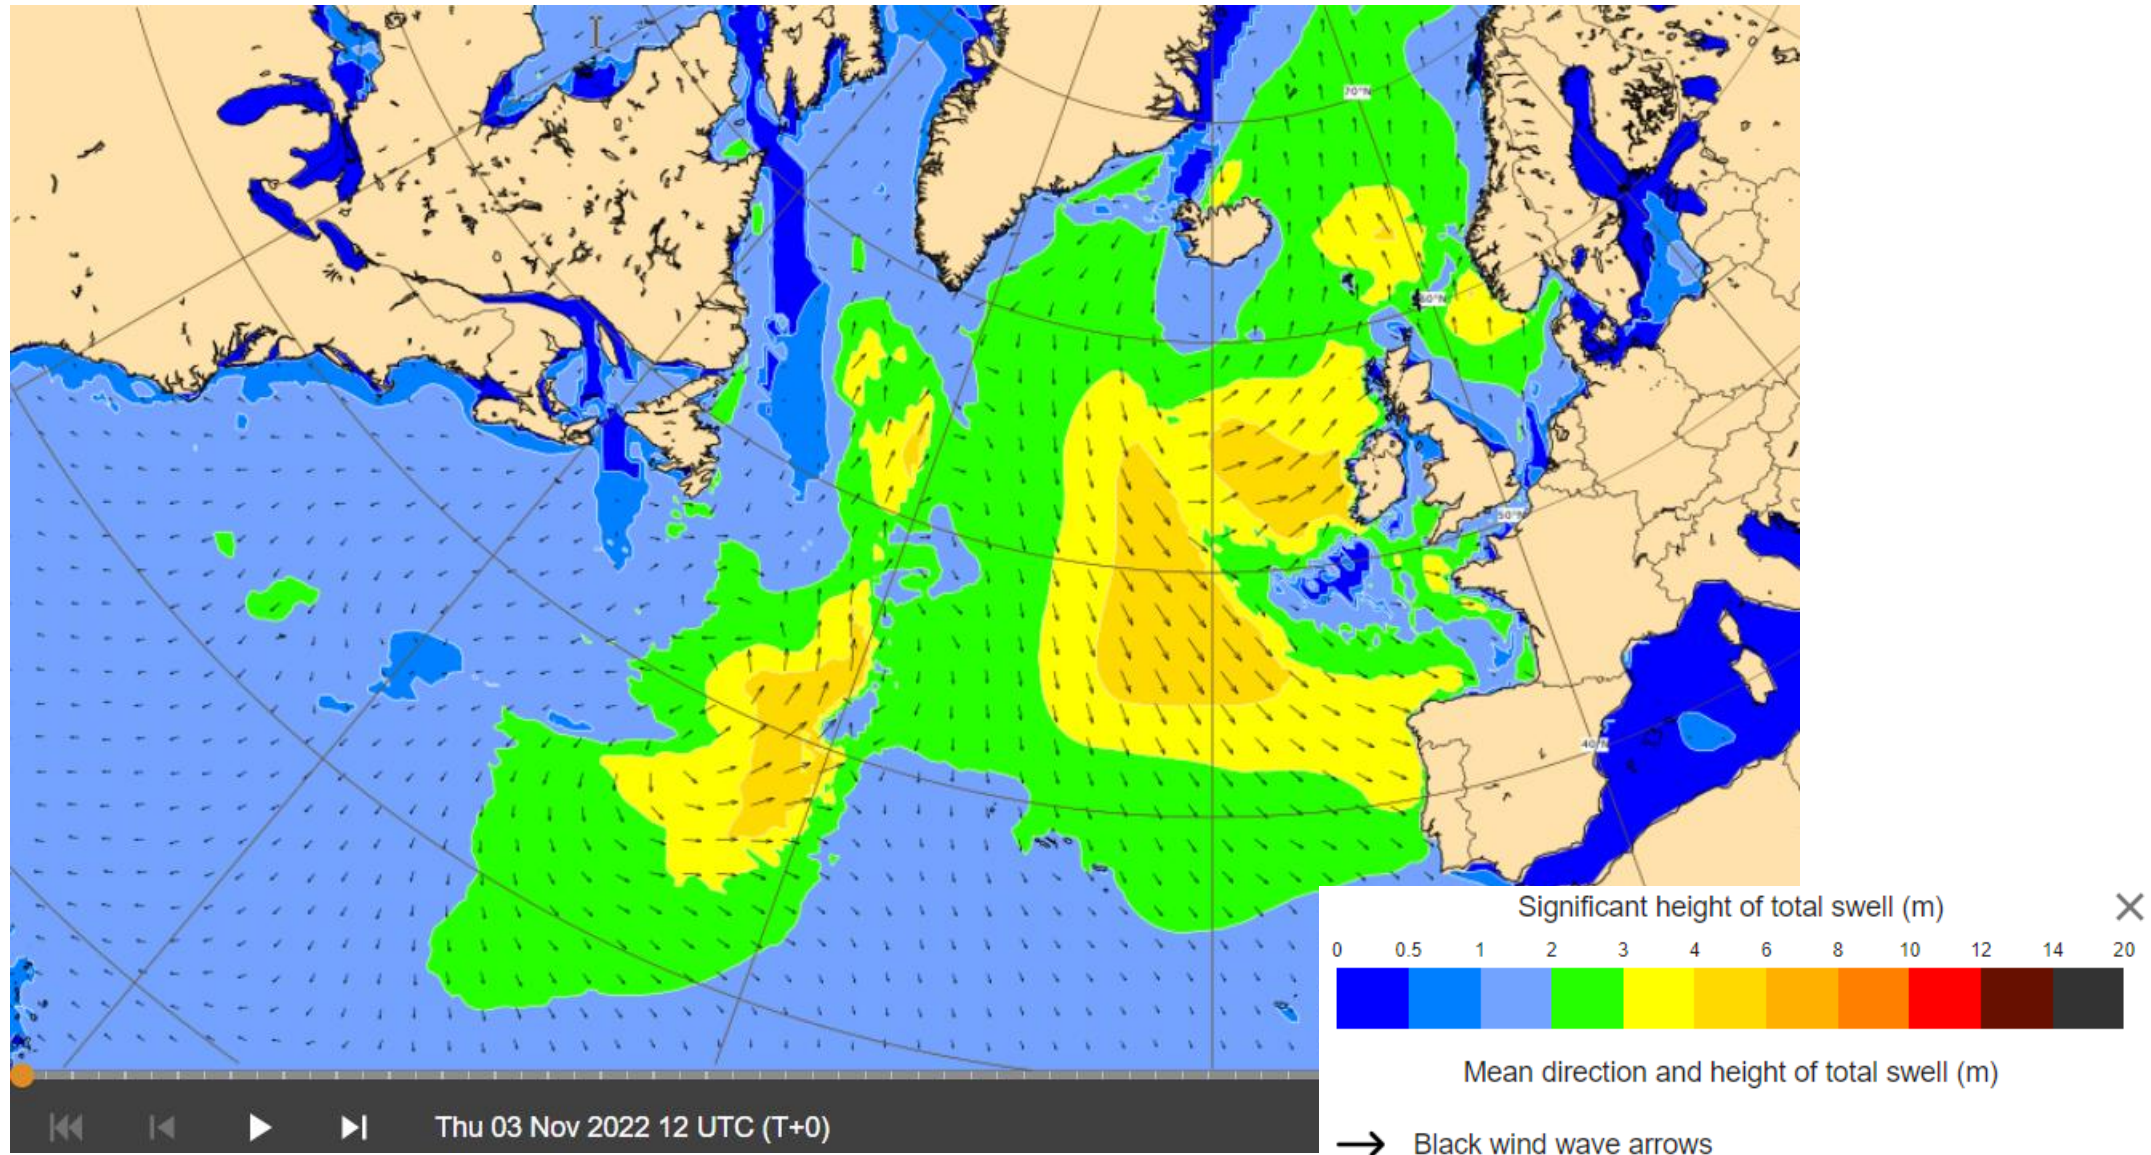 70°N
60°N
50°N
40°N
Significant height of total swell (m)
0 0.5 1 2 3 4 6 8 10 12 14 20
Mean direction and height of total swell (m)
Black wind wave arrows
Thu 03 Nov 2022 12 UTC (T+0)